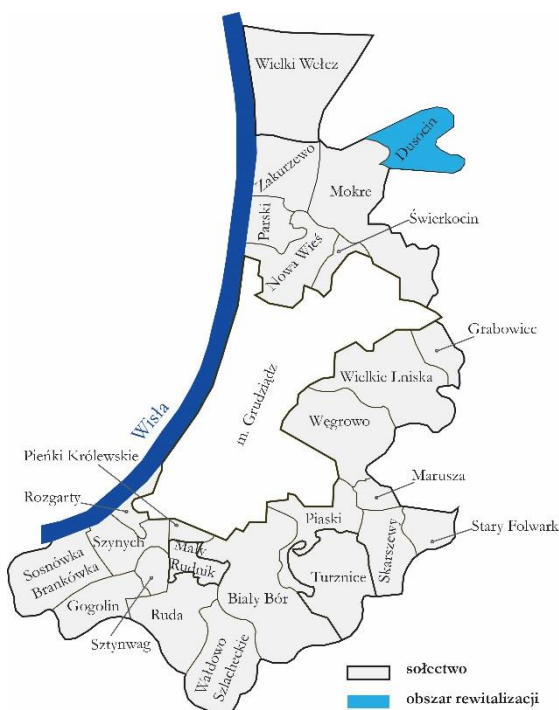 Wielki Wełcz
Dusocin
Zakurzewo
Mokre
Parski
Świerkocin
Nowa Wieś
Grabowiec
Wielkie Lniska
m. Grudziądz
Węgrowo
Wisła
Pieńki Królewskie
Marusza
Rozgarty
Piaski
Stary Folwark
Szynych
Mały
Rudnik
Skarszewy
Sosnówka
Brankówka
Turznice
Gogolin
Ruda
Biały Bór
Sztynwag
Wałdowo
Szlacheckie
sołectwo
obszar rewitalizacji